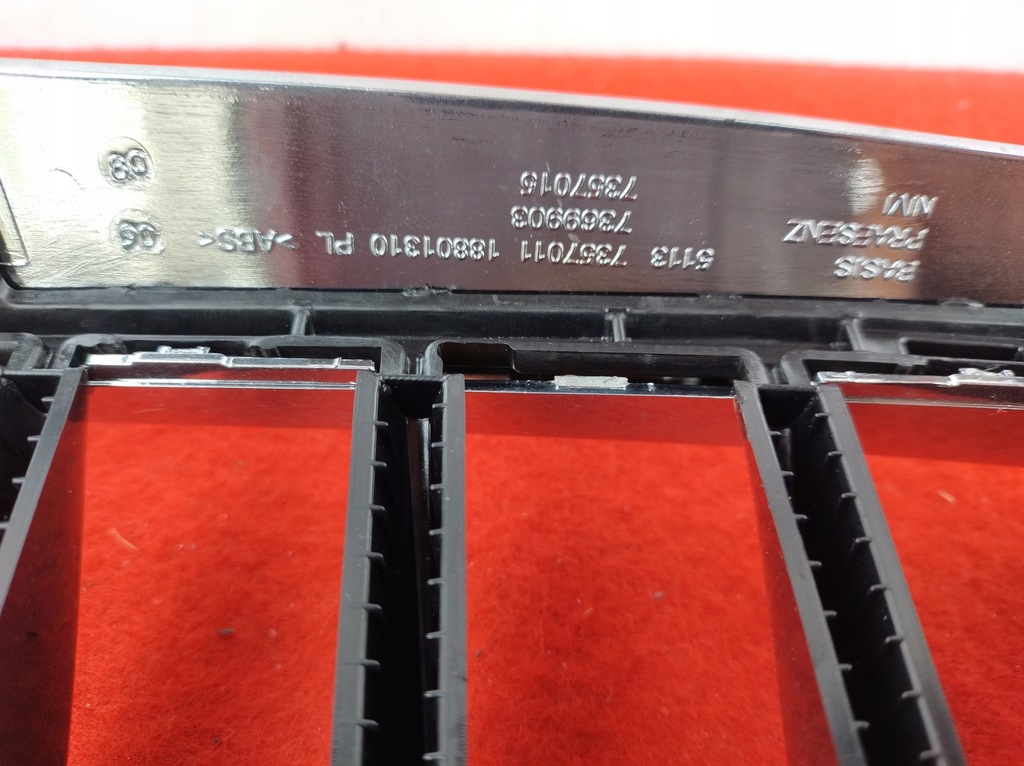 BASIS
PRAESENZ
5113 7357011 18801310 PL >ABS<
7369903
7357015